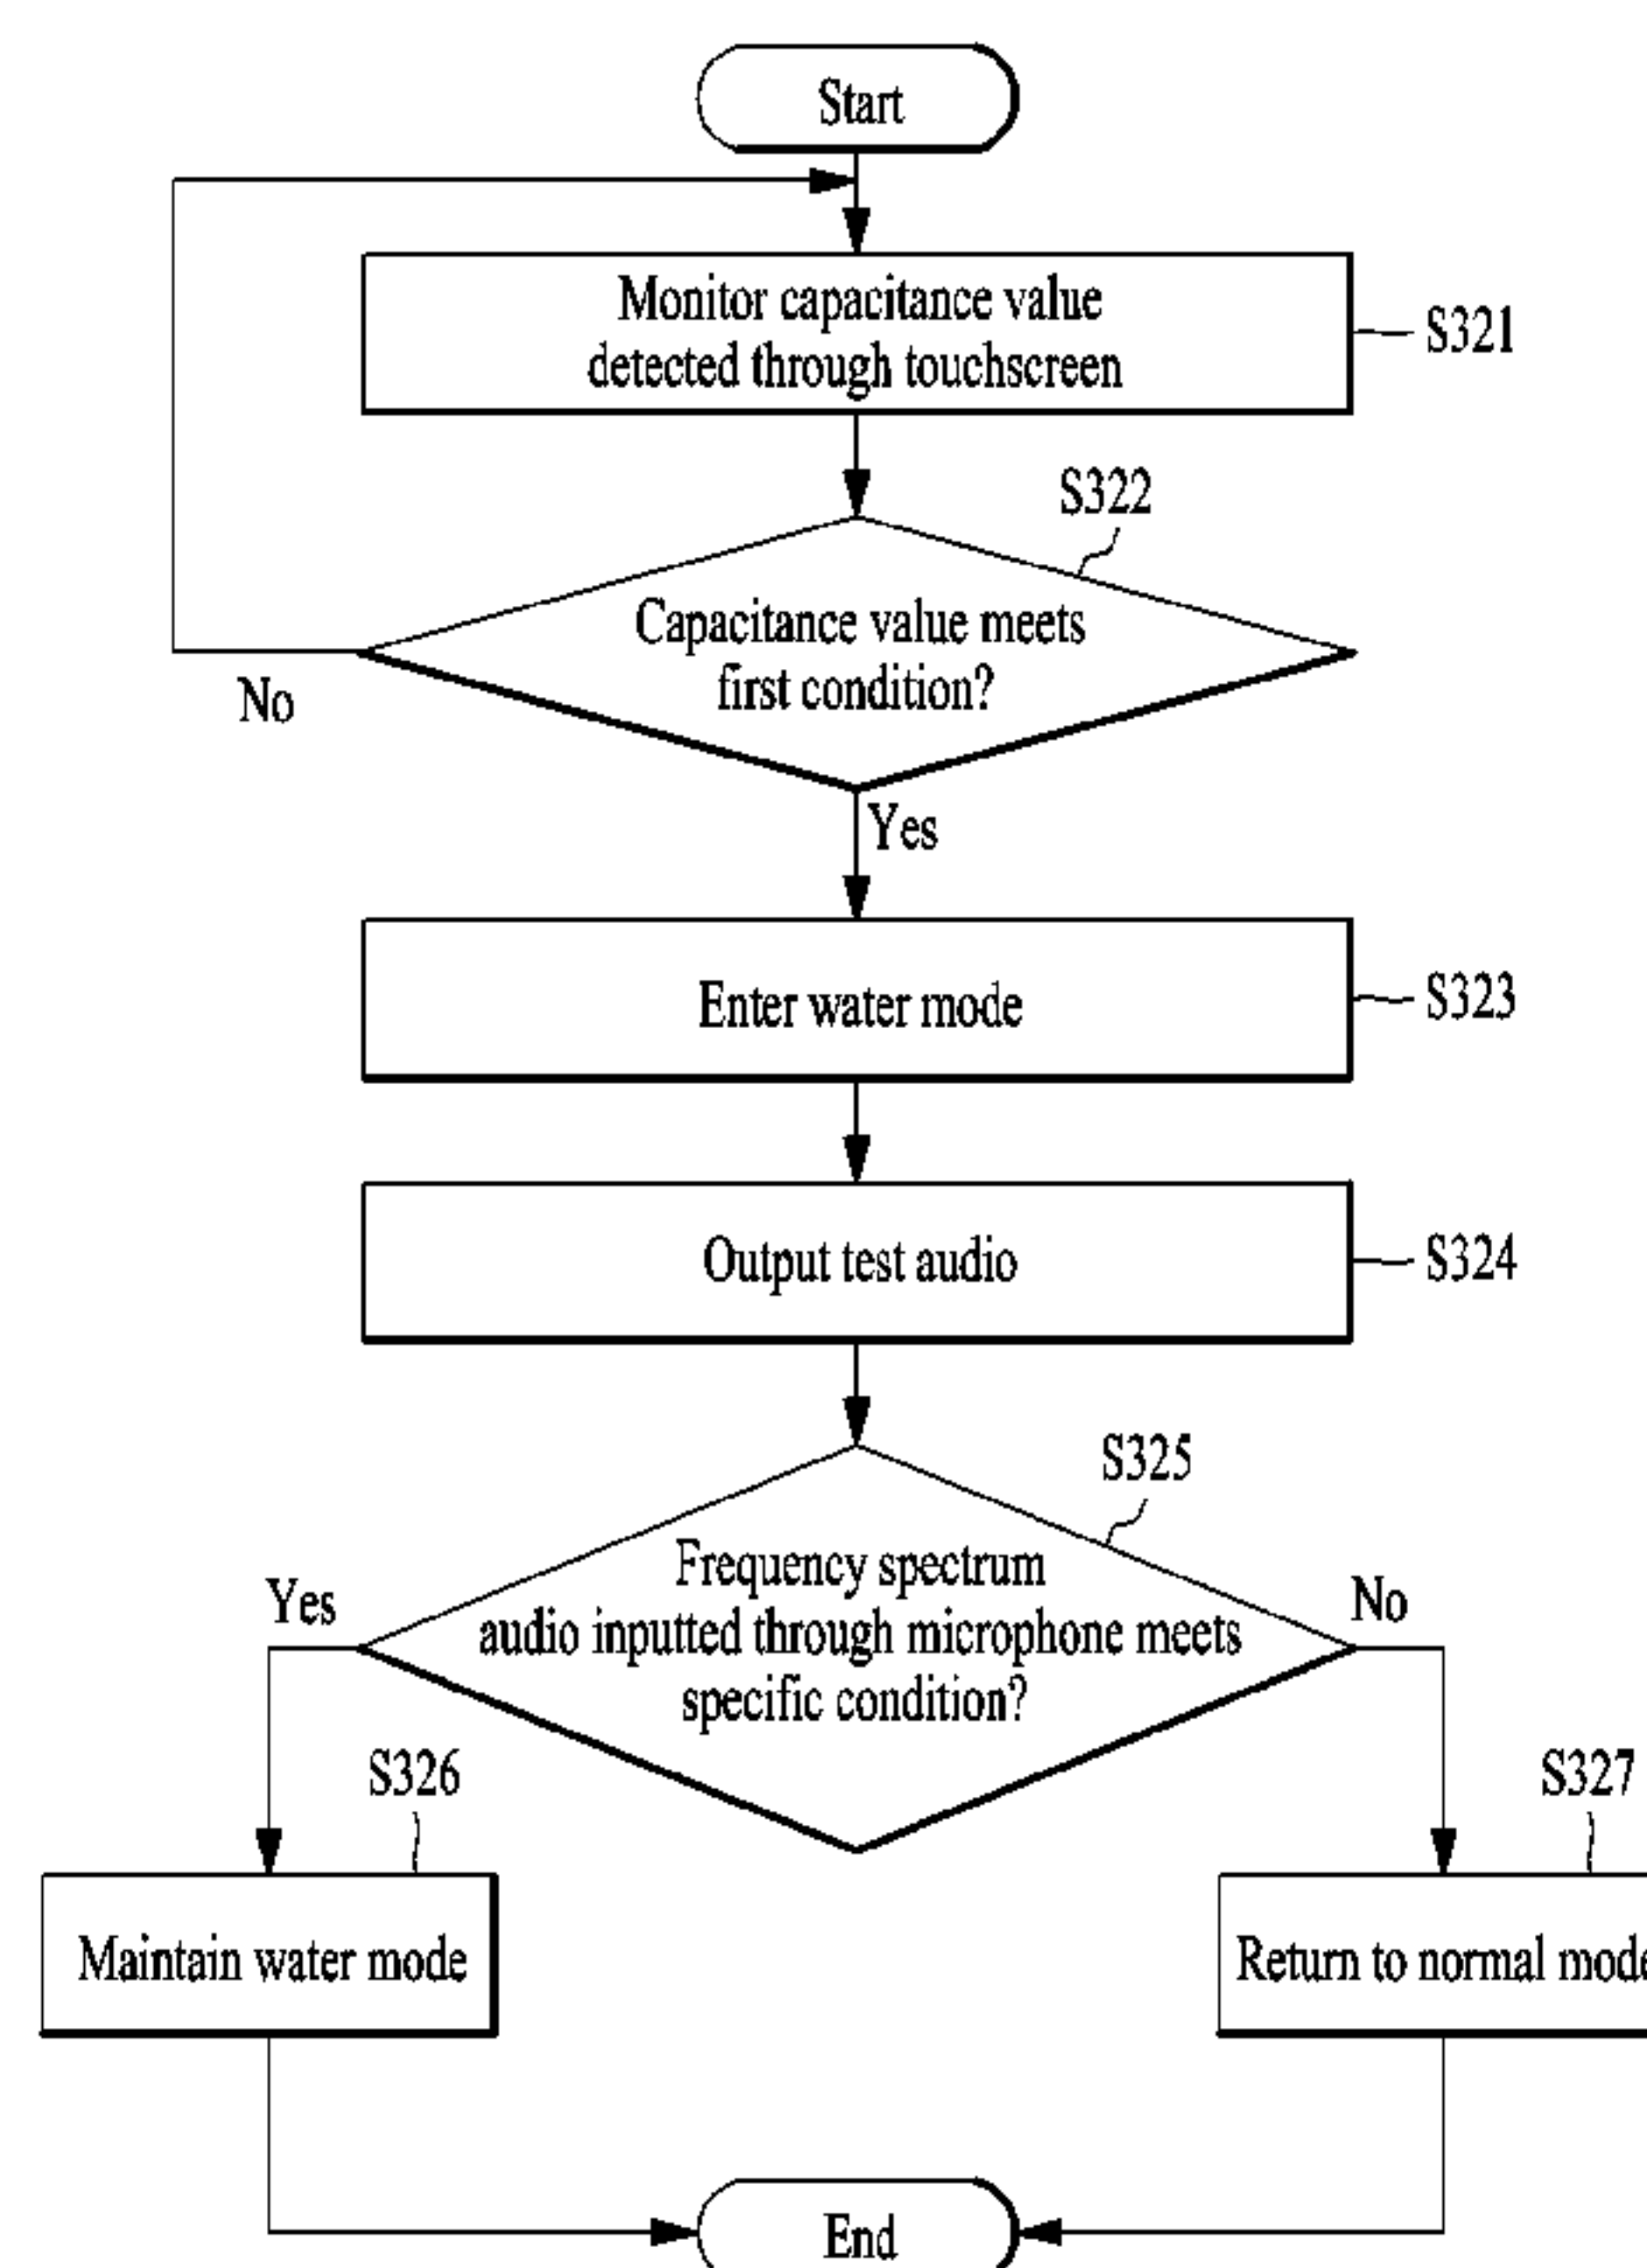 Start
Monitor capacitance value
detected through touchscreen
S321
S322
Capacitance value meets
first condition?
No
Yes
Enter water mode
S323
Output test audio
S324
S325
Frequency spectrum
audio inputted through microphone meets
specific condition?
Yes
No
S326
S327
Maintain water mode
Return to normal mode
End